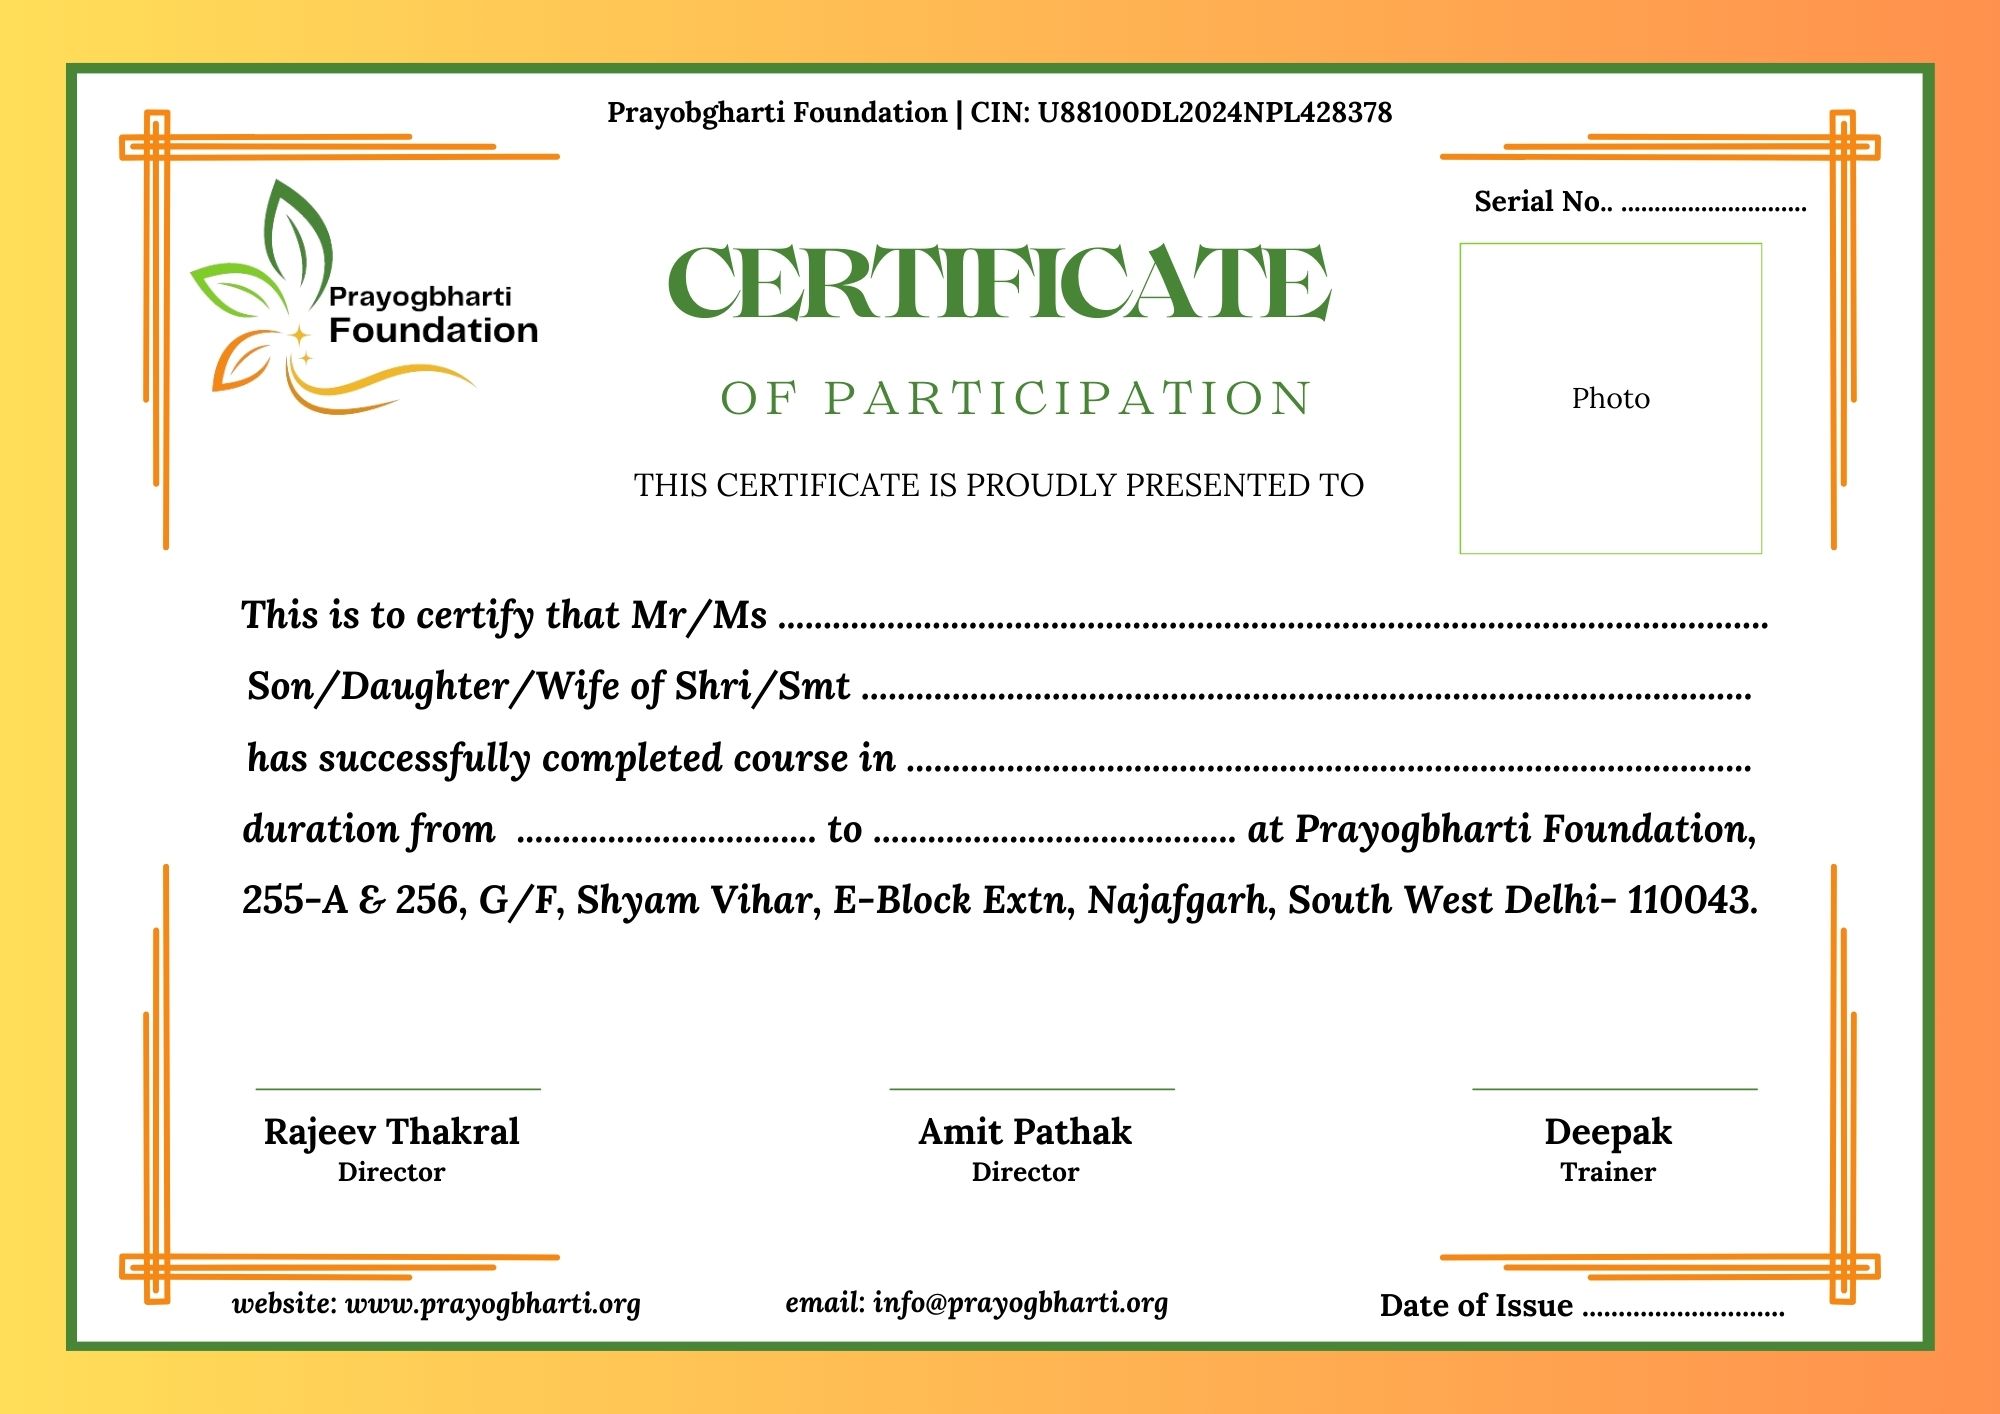 Prayobgharti Foundation | CIN: U88100DL2024NPL428378
Serial No.. ............................
Prayogbharti
Foundation
CERTIFICATE
OF PARTICIPATION
Photo
THIS CERTIFICATE IS PROUDLY PRESENTED TO
This is to certify that Mr/Ms ..............................................................................................................
Son/Daughter/Wife of Shri/Smt ...................................................................................................
has successfully completed course in ..............................................................................................
duration from ................................. to ........................................ at Prayogbharti Foundation,
255-A & 256, G/F, Shyam Vihar, E-Block Extn, Najafgarh, South West Delhi- 110043.
Rajeev Thakral
Director
Amit Pathak
Director
Deepak
Trainer
website: www.prayogbharti.org
email: info@prayogbharti.org
Date of Issue ............................